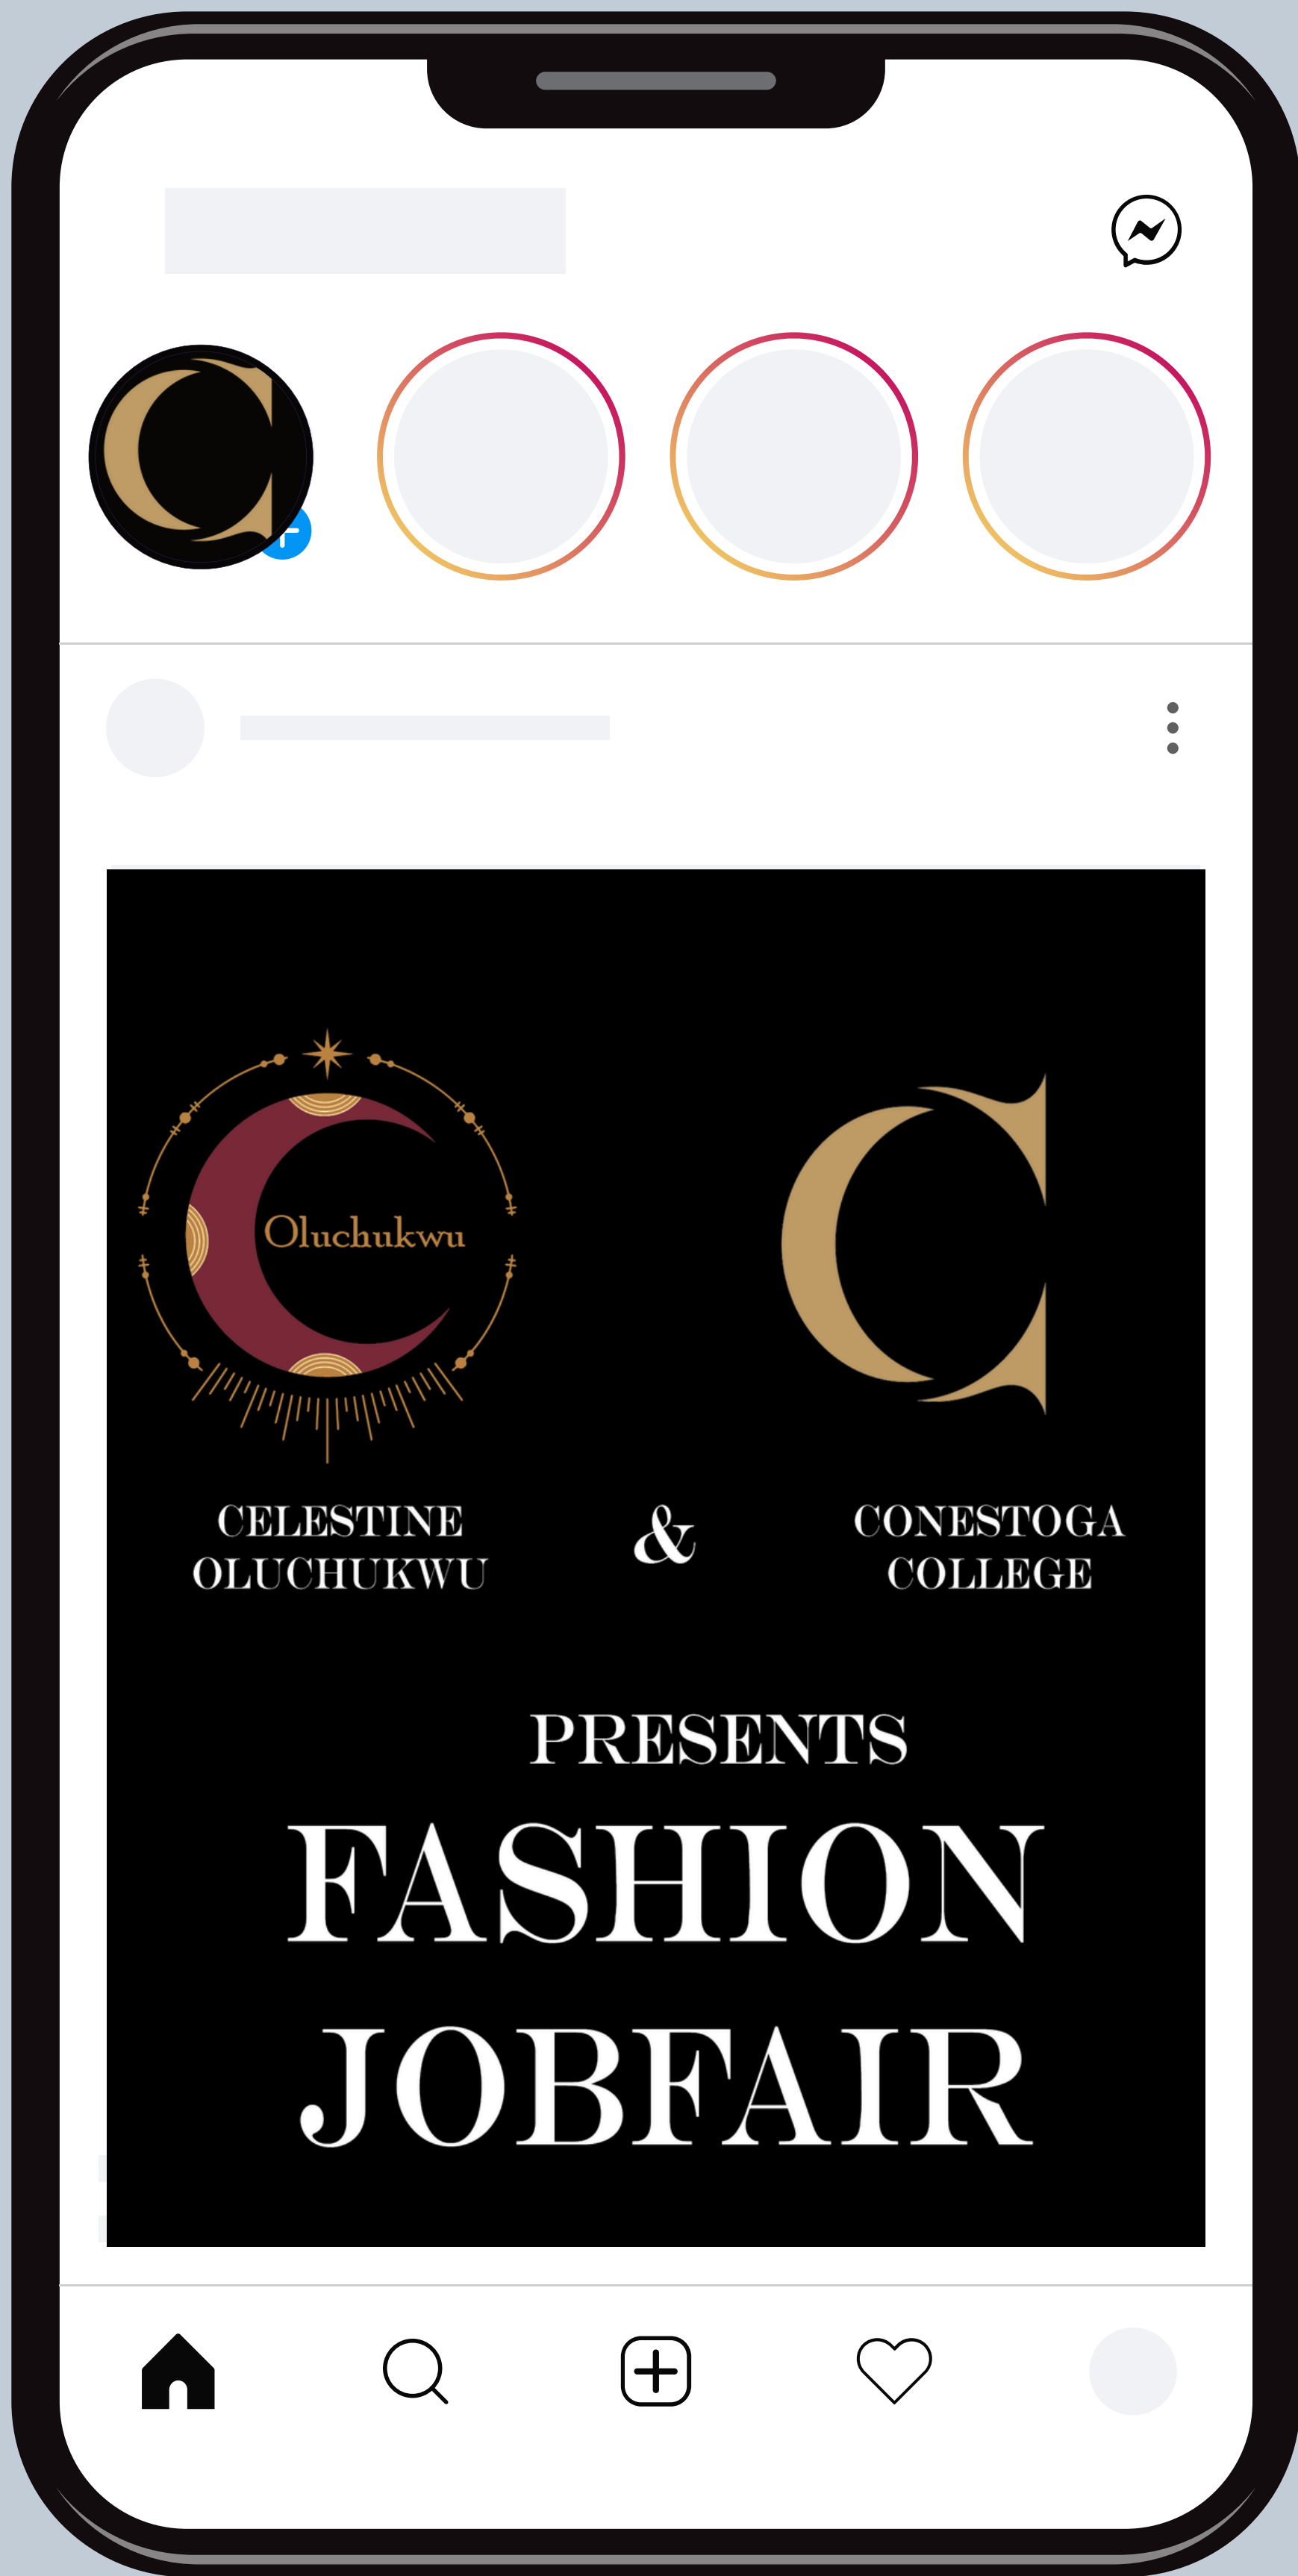 Oluchukwu
CELESTINE
OLUCHUKWU
&
CONESTOGA
COLLEGE
PRESENTS
FASHION
JOBFAIR